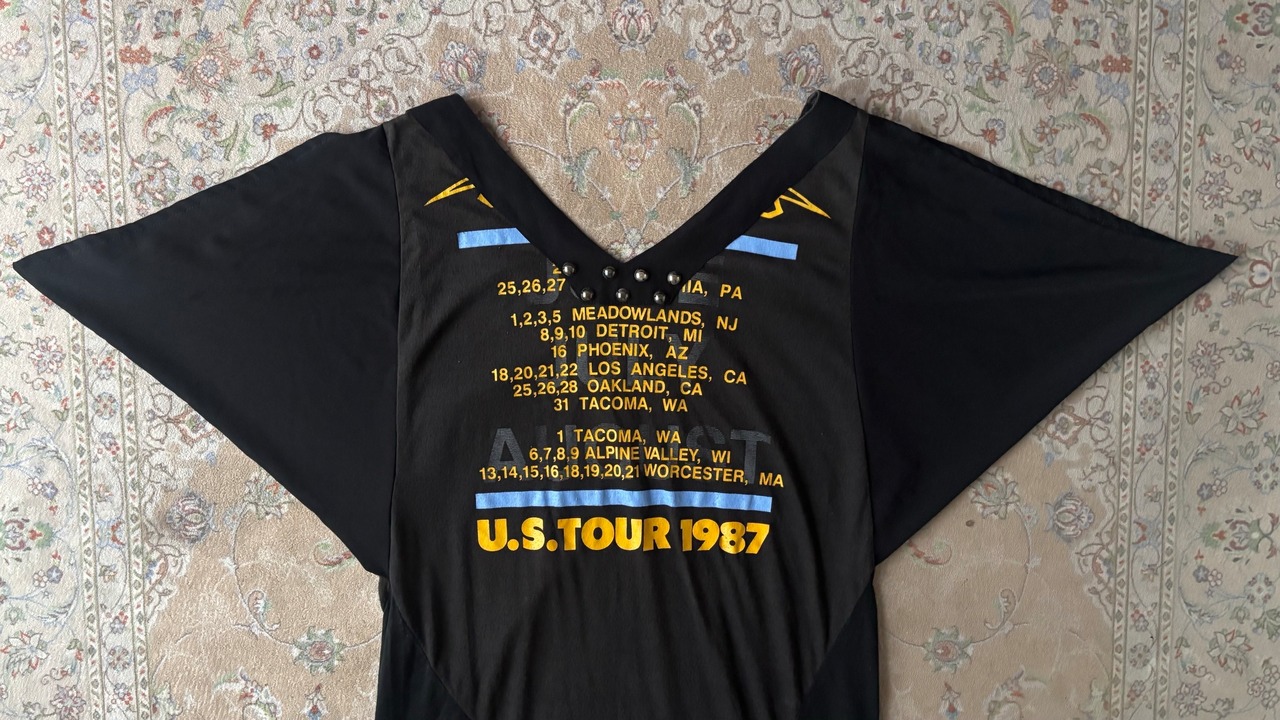 25,26,27 IA, PA
1,2,3,5 MEADOWLANDS, NJ
8,9,10 DETROIT, MI
16 PHOENIX, AZ
18,20,21,22 LOS ANGELES, CA
25,26,28 OAKLAND, CA
31 TACOMA, WA
AUGUST
1 TACOMA, WA
6,7,8,9 ALPINE VALLEY, WI
13,14,15,16,18,19,20,21 WORCESTER, MA
U.S.TOUR 1987